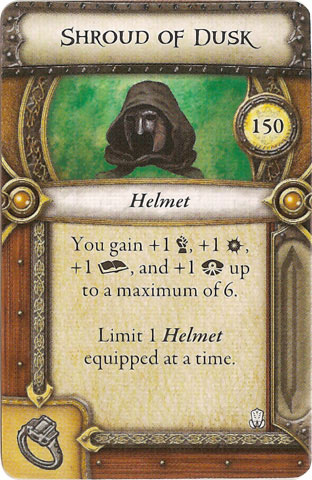 SHROUD OF DUSK
150
Helmet
You gain +1 , +1 ,
+1 , and +1 up
to a maximum of 6.
Limit 1 Helmet
equipped at a time.